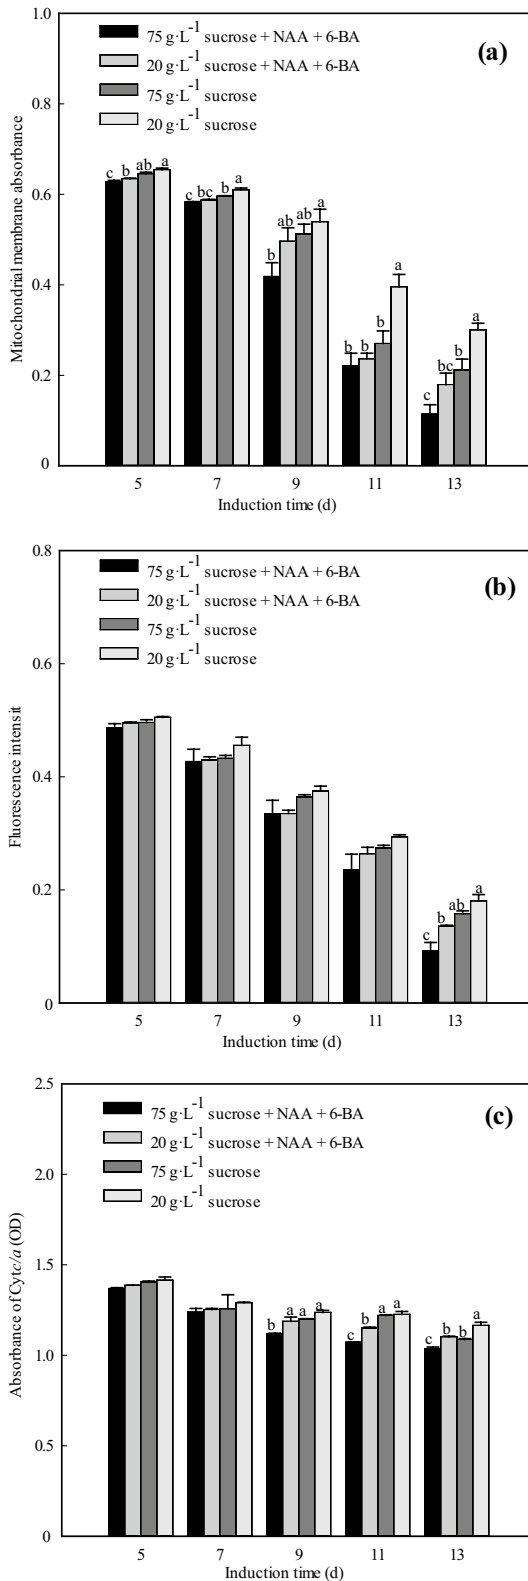 1.0
(a)
75 g·L⁻¹ sucrose + NAA + 6-BA
20 g·L⁻¹ sucrose + NAA + 6-BA
75 g·L⁻¹ sucrose
20 g·L⁻¹ sucrose
0.8
0.6
0.4
0.2
0
Mitochondrial membrane absorbance
c b ab a
c bc b a
b ab ab a
b b b a
c bc b a
5 7 9 11 13
Induction time (d)
0.8
(b)
75 g·L⁻¹ sucrose + NAA + 6-BA
20 g·L⁻¹ sucrose + NAA + 6-BA
75 g·L⁻¹ sucrose
20 g·L⁻¹ sucrose
0.6
0.4
0.2
0
Fluorescence intensit
c b ab a
5 7 9 11 13
Induction time (d)
2.5
(c)
75 g·L⁻¹ sucrose + NAA + 6-BA
20 g·L⁻¹ sucrose + NAA + 6-BA
75 g·L⁻¹ sucrose
20 g·L⁻¹ sucrose
2.0
1.5
1.0
0.5
0
Absorbance of Cytc/a (OD)
b a a a
c b a a
c b b a
5 7 9 11 13
Induction time (d)